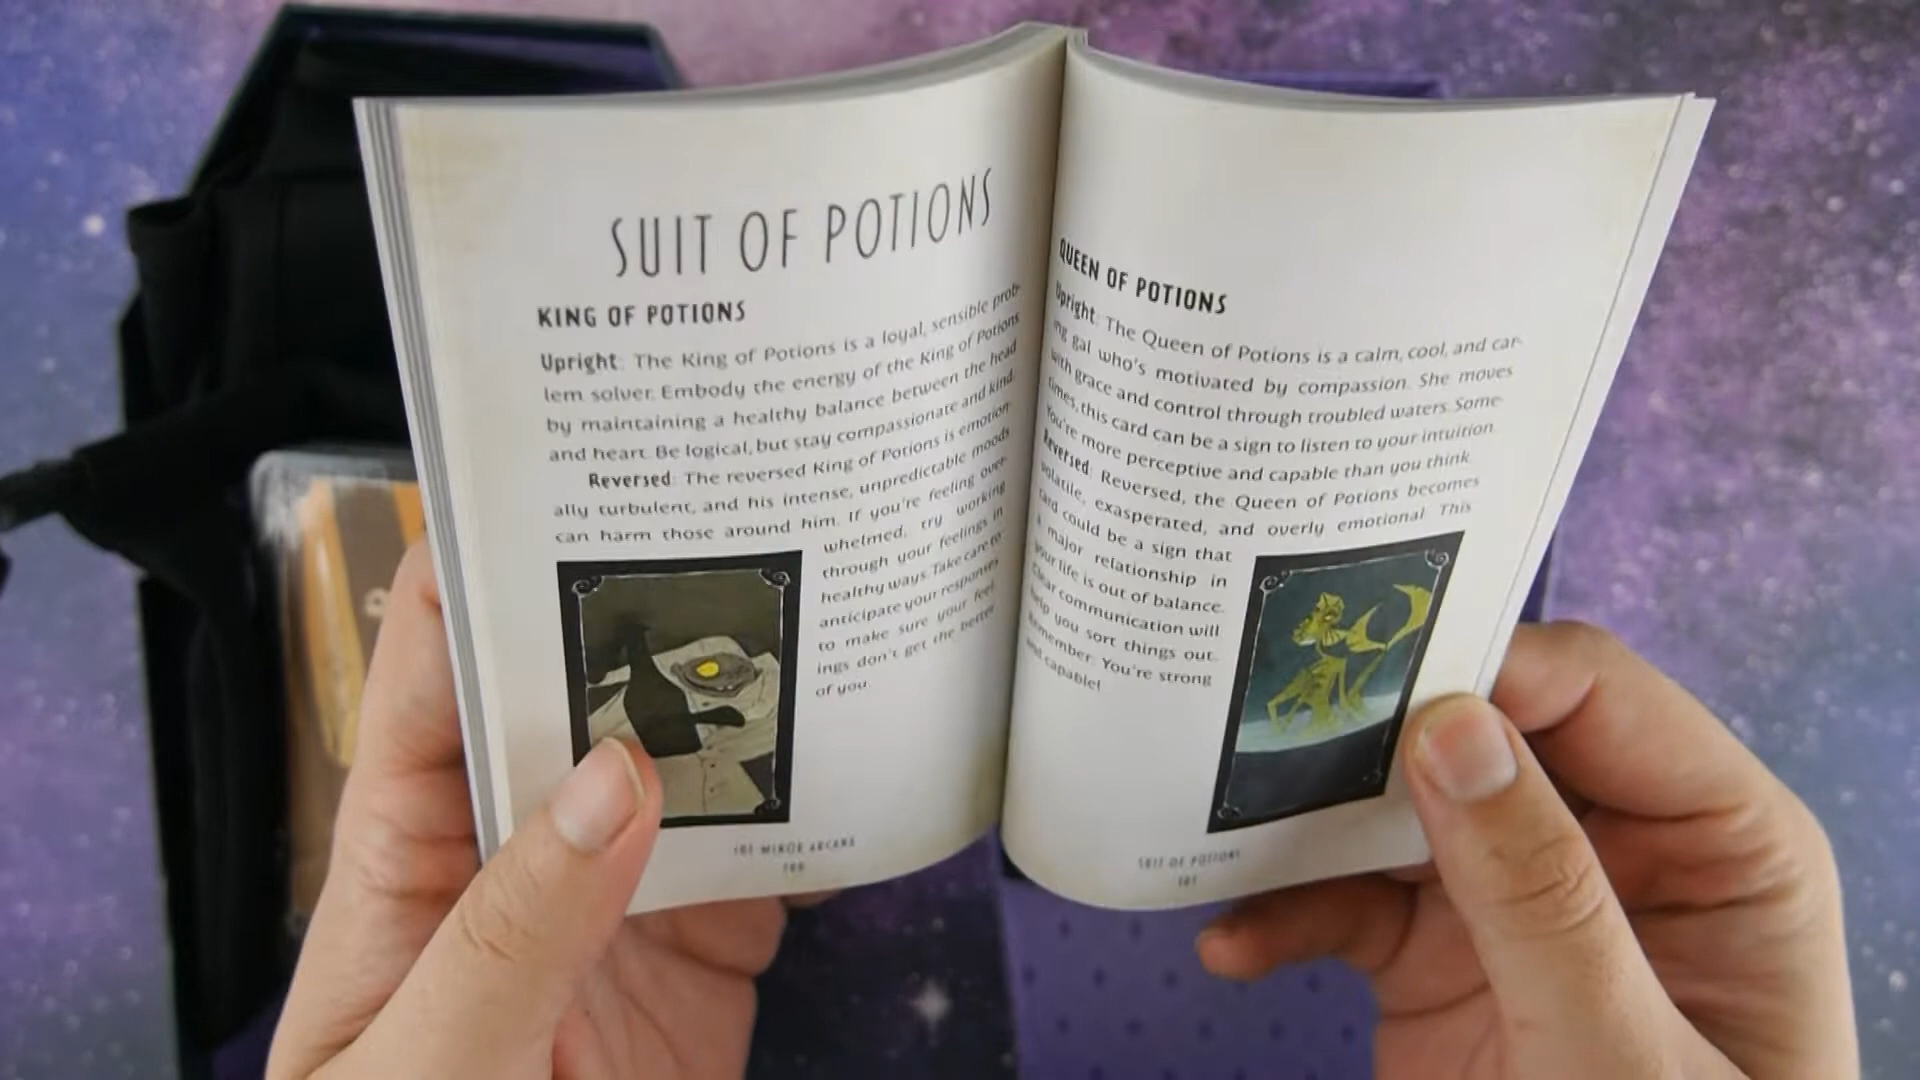 SUIT OF POTIONS
KING OF POTIONS
Upright: The King of Potions is a loyal, sensible prob-
lem solver. Embody the energy of the King of Potions
by maintaining a healthy balance between the head
and heart. Be logical, but stay compassionate and kind.
Reversed: The reversed King of Potions is emotion-
ally turbulent, and his intense, unpredictable moods
can harm those around him. If you're feeling over-
whelmed, try working
through your feelings in
healthy ways. Take care to
anticipate your responses
to make sure your feel-
ings don't get the better
of you.
MINOR ARCANA
100
QUEEN OF POTIONS
Upright: The Queen of Potions is a calm, cool, and car-
ing gal who's motivated by compassion. She moves
with grace and control through troubled waters. Some-
times, this card can be a sign to listen to your intuition.
You're more perceptive and capable than you think.
Reversed: Reversed, the Queen of Potions becomes
volatile, exasperated, and overly emotional. This
card could be a sign that
a major relationship in
your life is out of balance.
Clear communication will
help you sort things out.
Remember: You're strong
and capable!
SUIT OF POTIONS
101